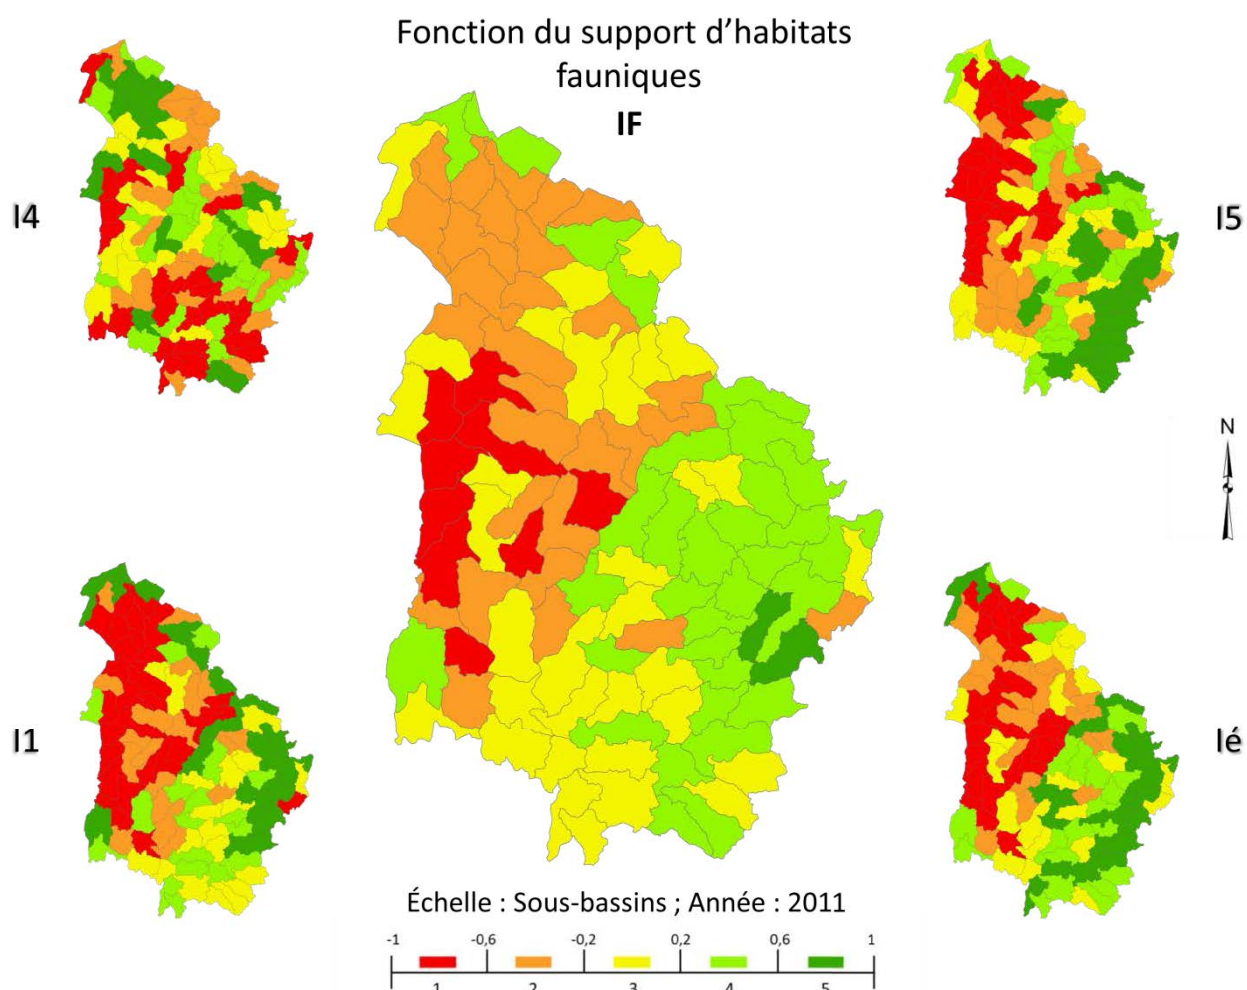 Fonction du support d’habitats
fauniques
IF
I4
I5
N
I1
Ié
Échelle : Sous-bassins ; Année : 2011
-1 -0,6 -0,2 0,2 0,6 1
1 2 3 4 5